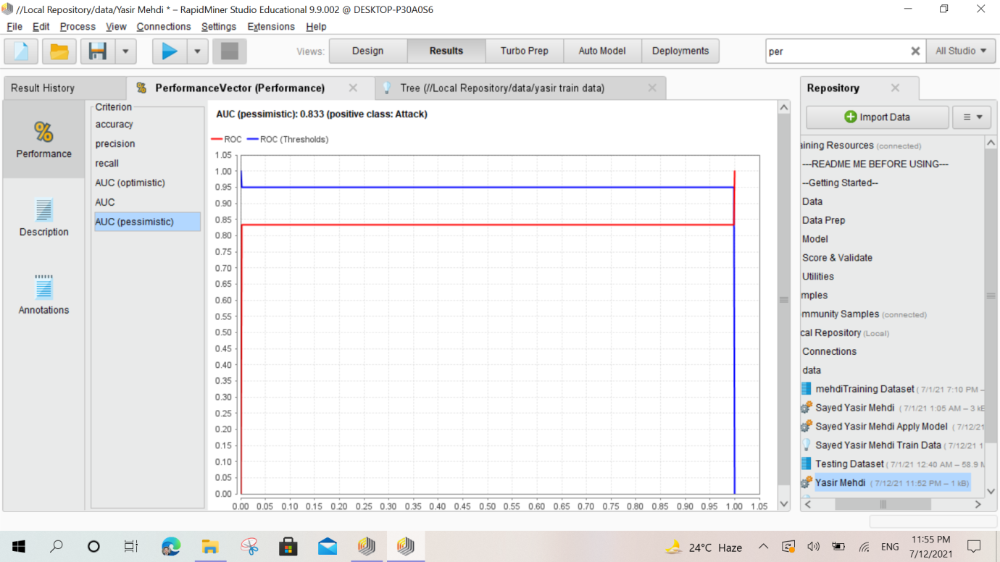 //Local Repository/data/Yasir Mehdi * – RapidMiner Studio Educational 9.9.002 @ DESKTOP-P30A0S6
File Edit Process View Connections Settings Extensions Help
Views: Design Results Turbo Prep Auto Model Deployments per All Studio
Result History PerformanceVector (Performance) Tree (//Local Repository/data/yasir train data) Repository
Performance
Description
Annotations
Criterion
accuracy
precision
recall
AUC (optimistic)
AUC
AUC (pessimistic)
AUC (pessimistic): 0.833 (positive class: Attack)
ROC ROC (Thresholds)
1.05
1.00
0.95
0.90
0.85
0.80
0.75
0.70
0.65
0.60
0.55
0.50
0.45
0.40
0.35
0.30
0.25
0.20
0.15
0.10
0.05
0.00
0.00 0.05 0.10 0.15 0.20 0.25 0.30 0.35 0.40 0.45 0.50 0.55 0.60 0.65 0.70 0.75 0.80 0.85 0.90 0.95 1.00 1.05
Import Data
aining Resources (connected)
---README ME BEFORE USING---
--Getting Started--
Data
Data Prep
Model
Score & Validate
Utilities
mples
mmunity Samples (connected)
cal Repository (Local)
Connections
data
mehdiTraining Dataset ( 7/1/21 7:10 PM –
Sayed Yasir Mehdi ( 7/1/21 1:05 AM – 3 kE
Sayed Yasir Mehdi Apply Model ( 7/12/21
Sayed Yasir Mehdi Train Data ( 7/12/21 1
Testing Dataset ( 7/1/21 12:40 AM – 58.9 M
Yasir Mehdi ( 7/12/21 11:52 PM – 1 kB)
24°C Haze ENG 11:55 PM
7/12/2021